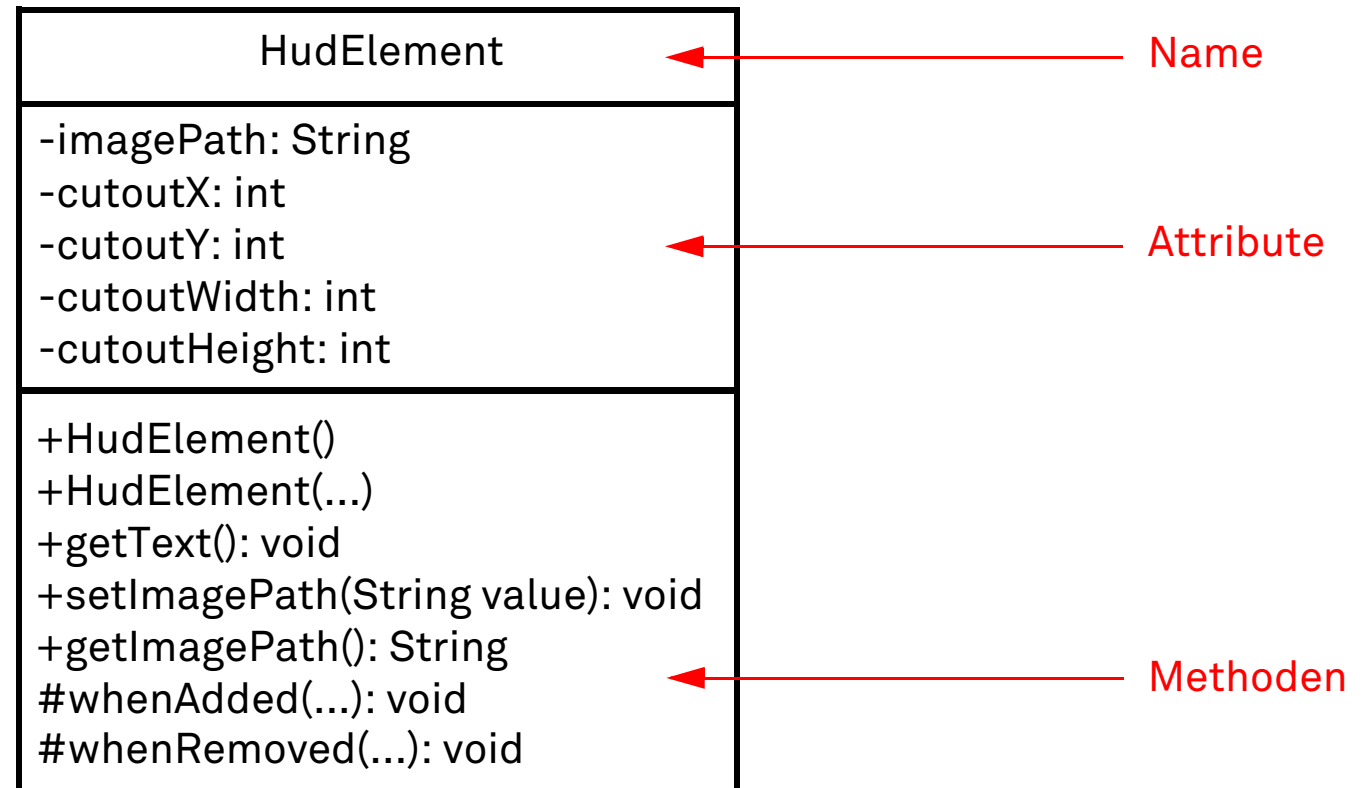 HudElement
Name
-imagePath: String
-cutoutX: int
-cutoutY: int
-cutoutWidth: int
-cutoutHeight: int
Attribute
+HudElement()
+HudElement(...)
+getText(): void
+setImagePath(String value): void
+getImagePath(): String
#whenAdded(...): void
#whenRemoved(...): void
Methoden